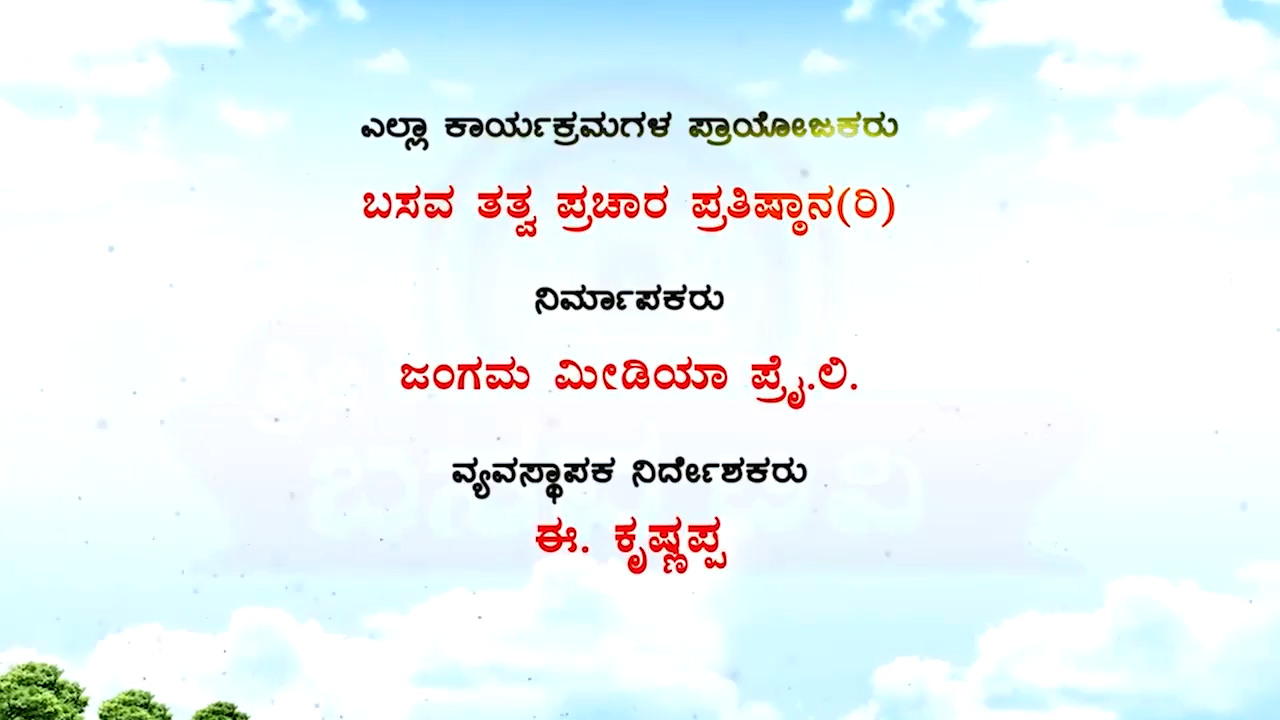 ಎಲ್ಲಾ ಕಾರ್ಯಕ್ರಮಗಳ ಪ್ರಾಯೋಜಕರು
ಬಸವ ತತ್ವ ಪ್ರಚಾರ ಪ್ರತಿಷ್ಠಾನ(ರಿ)
ನಿರ್ಮಾಪಕರು
ಜಂಗಮ ಮೀಡಿಯಾ ಪ್ರೈ.ಲಿ.
ವ್ಯವಸ್ಥಾಪಕ ನಿರ್ದೇಶಕರು
ಈ. ಕೃಷ್ಣಪ್ಪ